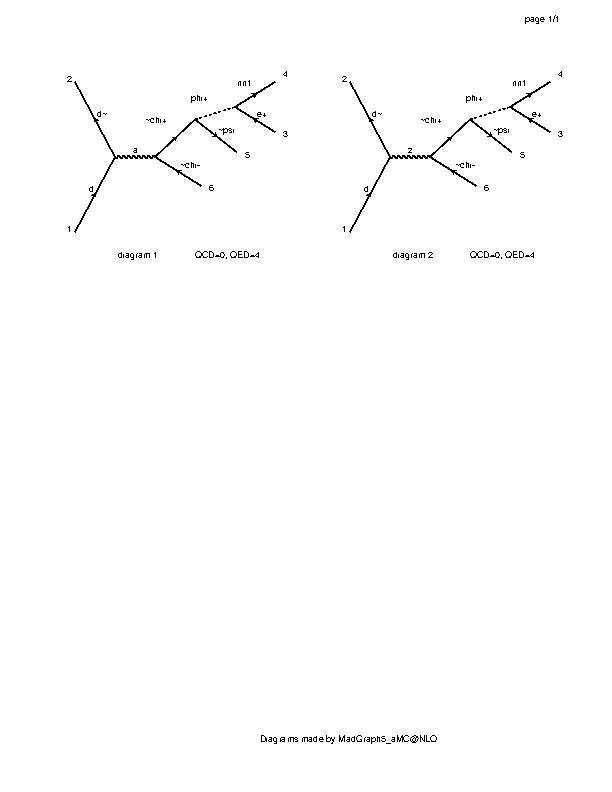 page 1/1
2 4 2 4
phi+ phi+
d~ ~chi+ e+ d~ ~chi+ e+
~psi 3 ~psi 3
a 5 z 5
~chi- ~chi-
d 6 d 6
1 1
diagram 1 QCD=0, QED=4 diagram 2 QCD=0, QED=4
Diagrams made by MadGraph5_aMC@NLO